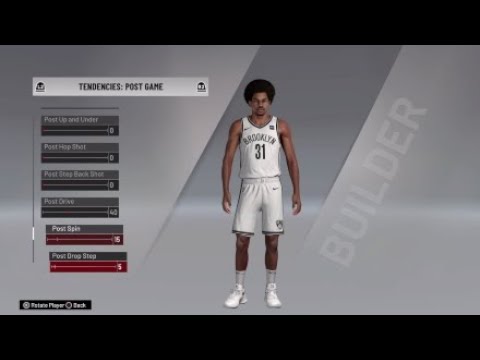 TENDENCIES: POST GAME
Post Up and Under
0
Post Hop Shot
0
Post Step Back Shot
0
Post Drive
40
Post Spin
15
Post Drop Step
5
BROOKLYN
31
BUILDER
Rotate Player Back